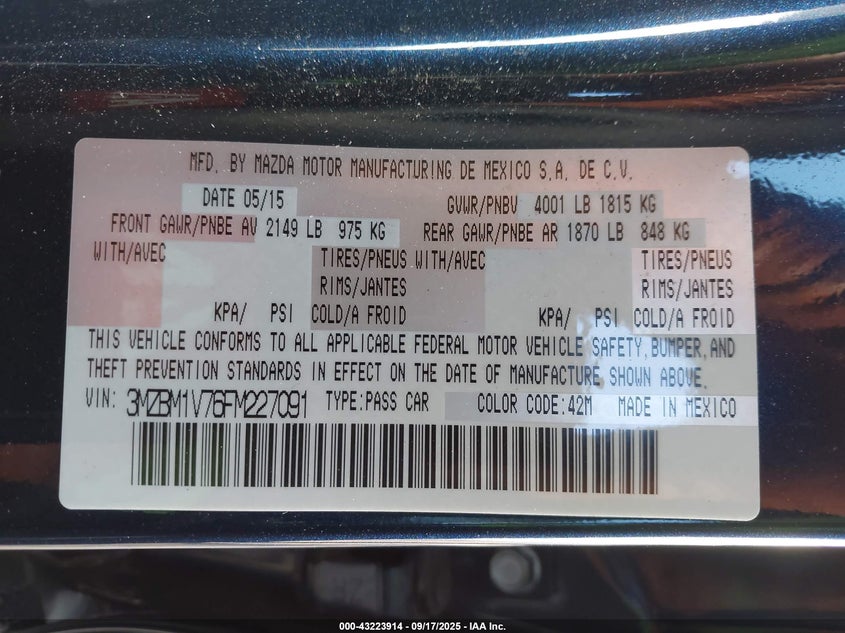 MFD. BY MAZDA MOTOR MANUFACTURING DE MEXICO S.A. DE C.V.
DATE 05/15 GVWR/PNBV 4001 LB 1815 KG
FRONT GAWR/PNBE AV 2149 LB 975 KG REAR GAWR/PNBE AR 1870 LB 848 KG
WITH/AVEC TIRES/PNEUS WITH/AVEC TIRES/PNEUS
RIMS/JANTES RIMS/JANTES
KPA/ PSI COLD/A FROID KPA/ PSI COLD/A FROID
THIS VEHICLE CONFORMS TO ALL APPLICABLE FEDERAL MOTOR VEHICLE SAFETY, BUMPER, AND
THEFT PREVENTION STANDARDS IN EFFECT ON THE DATE OF MANUFACTURE SHOWN ABOVE.
VIN: 3MZBM1V76FM227091 TYPE:PASS CAR COLOR CODE:42M MADE IN MEXICO
000-43223914 - 09/17/2025 - IAA Inc.